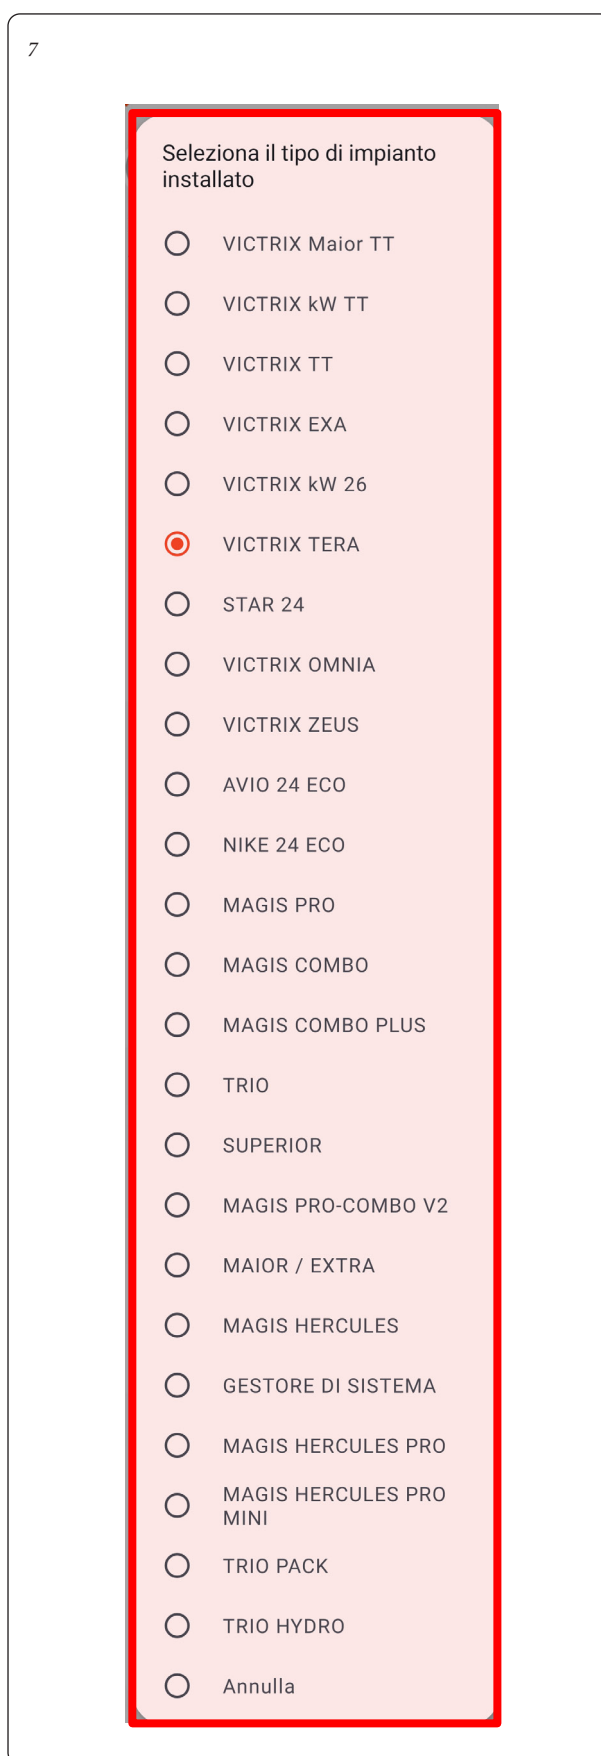 7
Seleziona il tipo di impianto
installato
VICTRIX Maior TT
VICTRIX kW TT
VICTRIX TT
VICTRIX EXA
VICTRIX kW 26
VICTRIX TERA
STAR 24
VICTRIX OMNIA
VICTRIX ZEUS
AVIO 24 ECO
NIKE 24 ECO
MAGIS PRO
MAGIS COMBO
MAGIS COMBO PLUS
TRIO
SUPERIOR
MAGIS PRO-COMBO V2
MAIOR / EXTRA
MAGIS HERCULES
GESTORE DI SISTEMA
MAGIS HERCULES PRO
MAGIS HERCULES PRO
MINI
TRIO PACK
TRIO HYDRO
Annulla